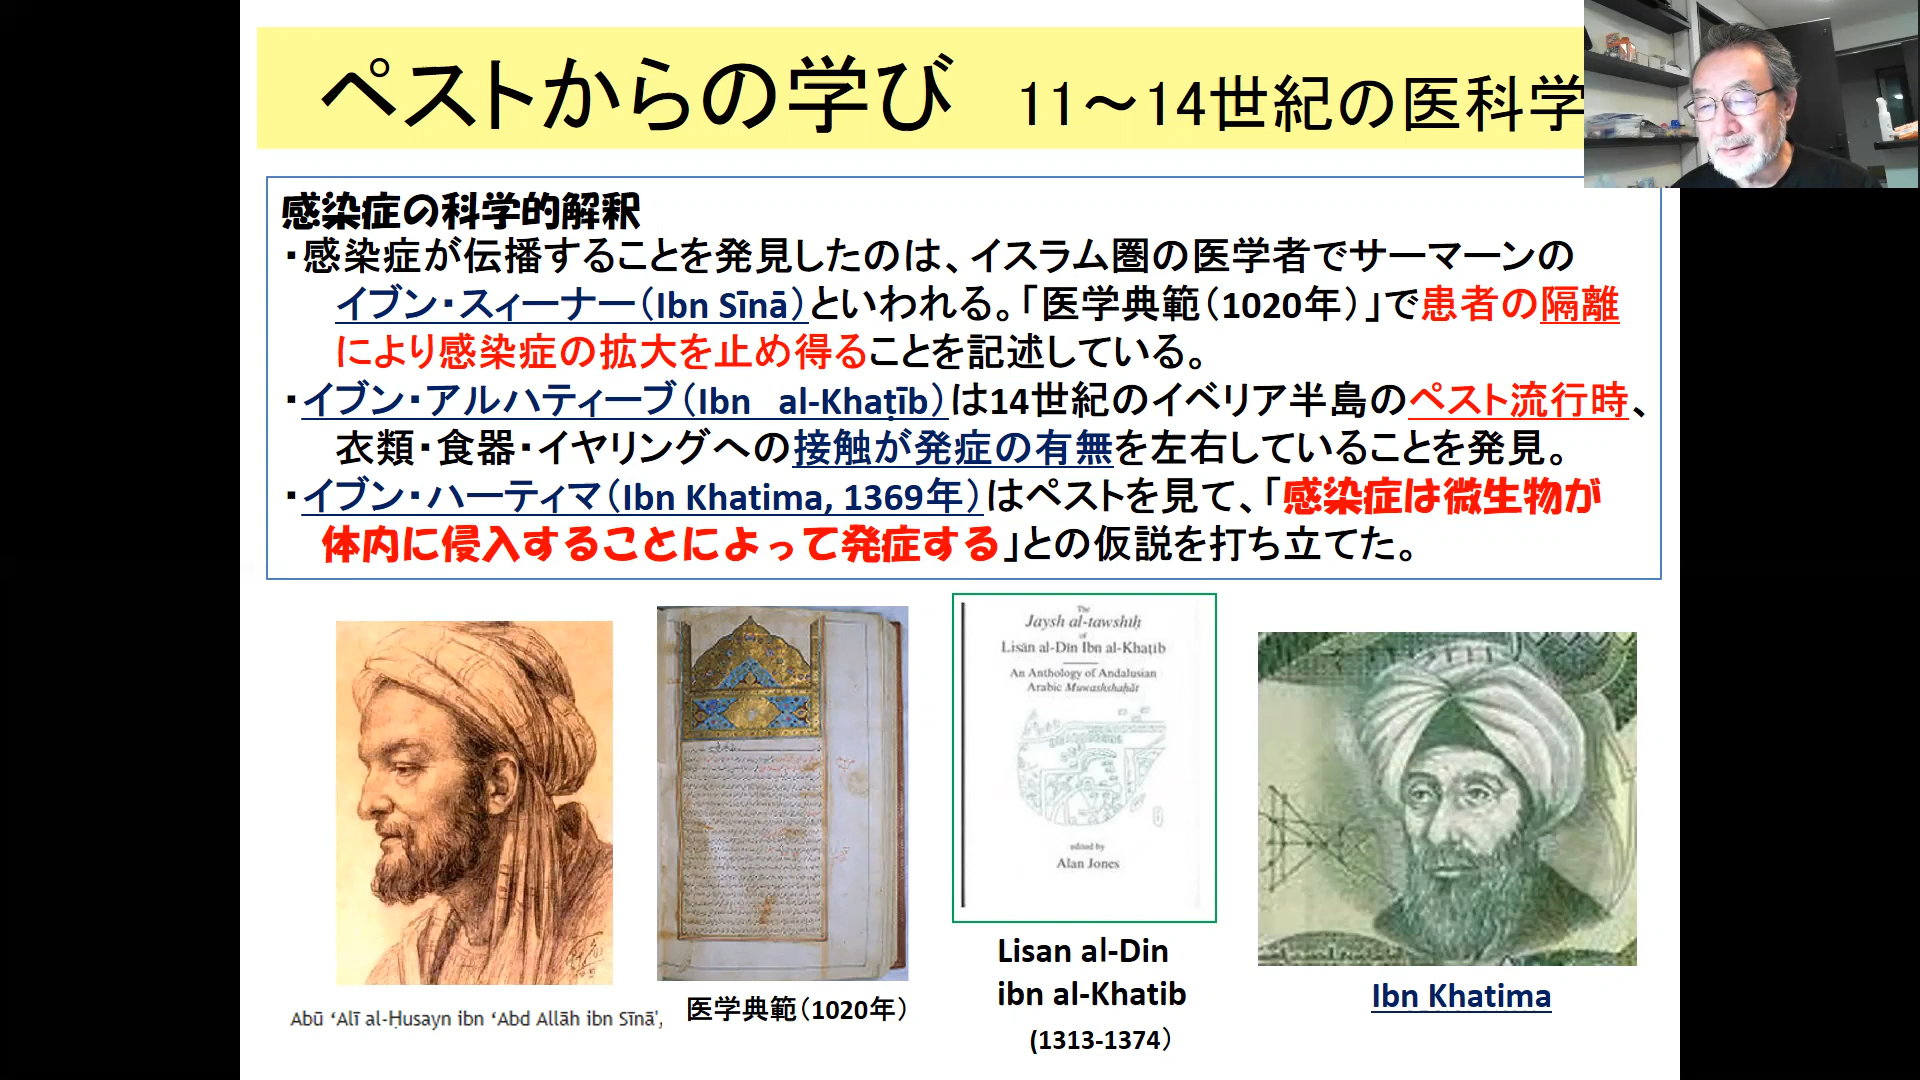 ペストからの学び 11～14世紀の医科学
感染症の科学的解釈
・感染症が伝播することを発見したのは、イスラム圏の医学者でサーマーンの
イブン・スィーナー（Ibn Sīnā）といわれる。「医学典範（1020年）」で患者の隔離
により感染症の拡大を止め得ることを記述している。
・イブン・アルハティーブ（Ibn al-Khaṭīb）は14世紀のイベリア半島のペスト流行時、
衣類・食器・イヤリングへの接触が発症の有無を左右していることを発見。
・イブン・ハーティマ（Ibn Khatima, 1369年）はペストを見て、「感染症は微生物が
体内に侵入することによって発症する」との仮説を打ち立てた。
The
Jaysh al-tawshīḥ
of
Lisān al-Dīn Ibn al-Khaṭīb
An Anthology of Andalusian
Arabic Muwashshaḥāt
edited by
Alan Jones
Abū ʻAlī al-Ḥusayn ibn ʻAbd Allāh ibn Sīnā',
医学典範（1020年）
Lisan al-Din
ibn al-Khatib
(1313-1374）
Ibn Khatima